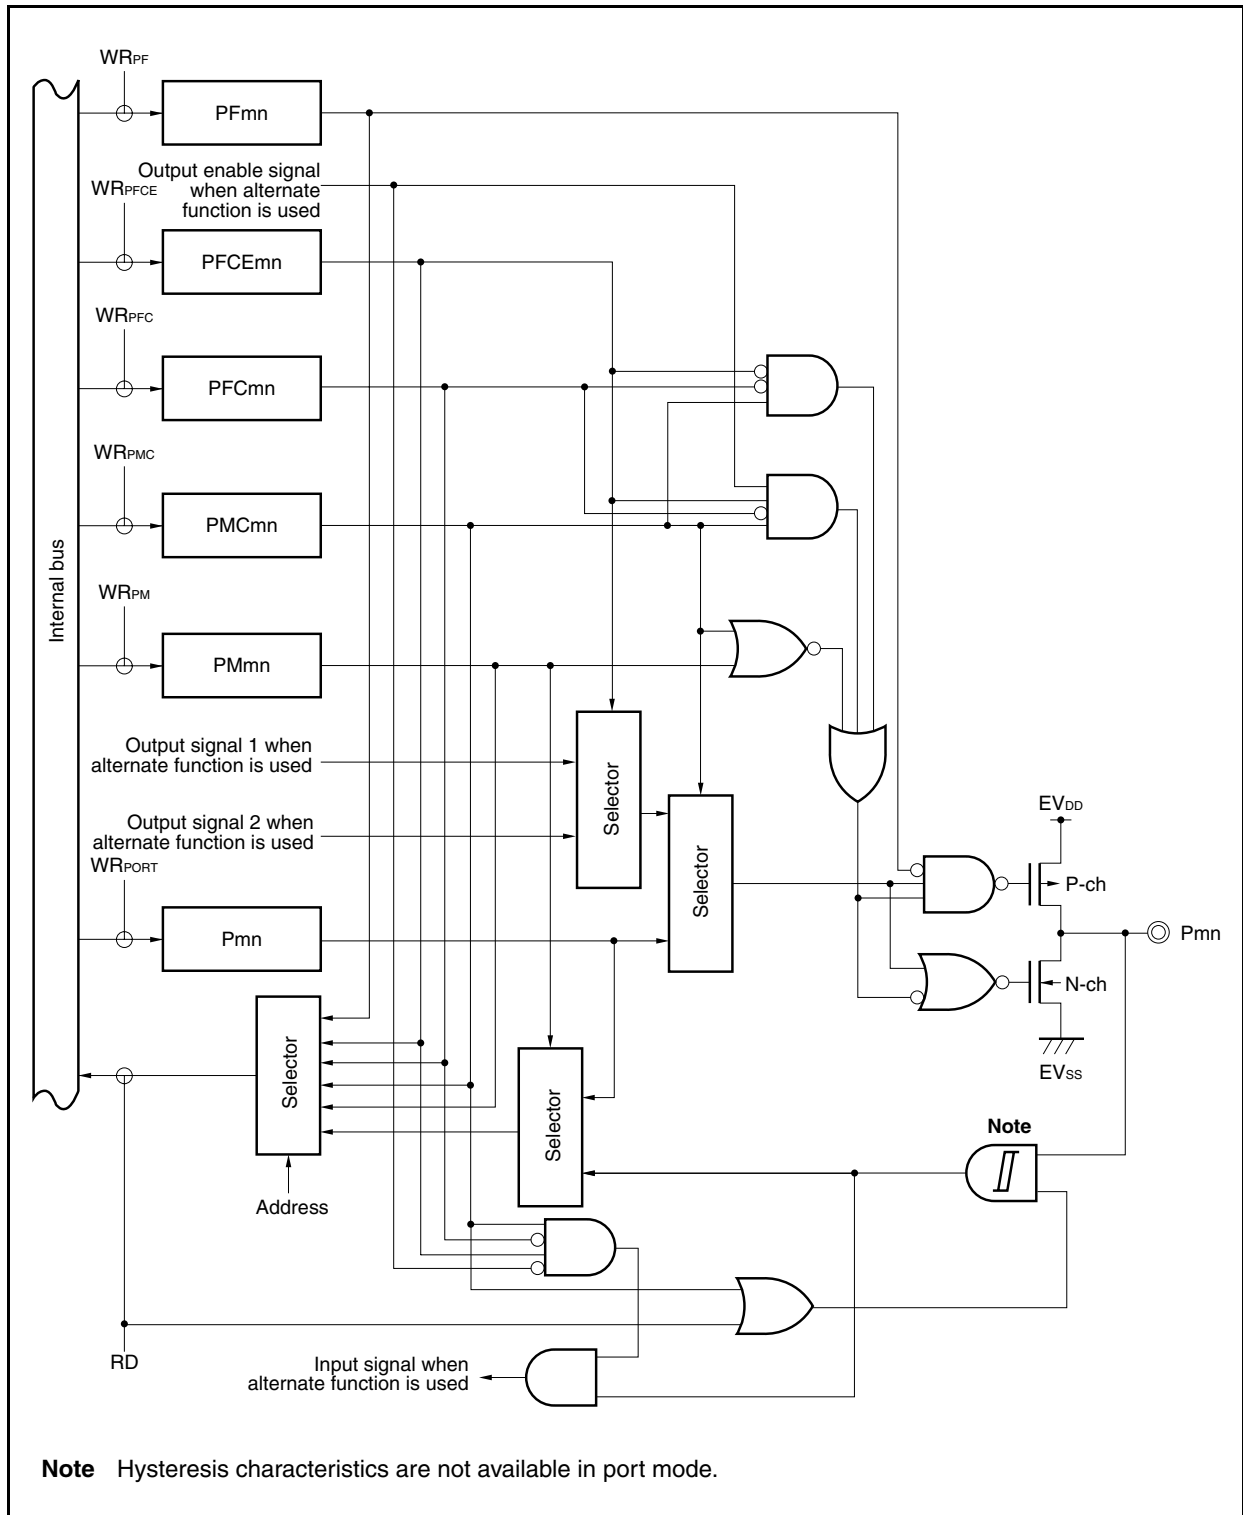 WRPF
PFmn
Output enable signal
when alternate
function is used
WRPFCE
PFCEmn
WRPFC
PFCmn
WRPMC
PMCmn
Internal bus
WRPM
PMmn
Output signal 1 when
alternate function is used
Selector
Output signal 2 when
alternate function is used
Selector
WRPORT
Pmn
EVDD
P-ch
Pmn
N-ch
EVSS
Selector
Selector
Note
Address
RD
Input signal when
alternate function is used
Note Hysteresis characteristics are not available in port mode.